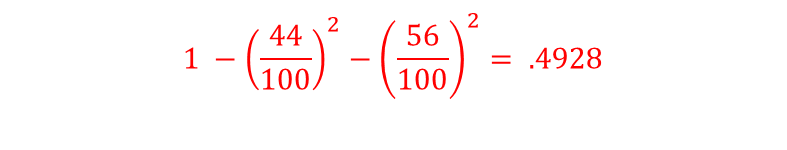 1 − (44/100)² − (56/100)² = .4928